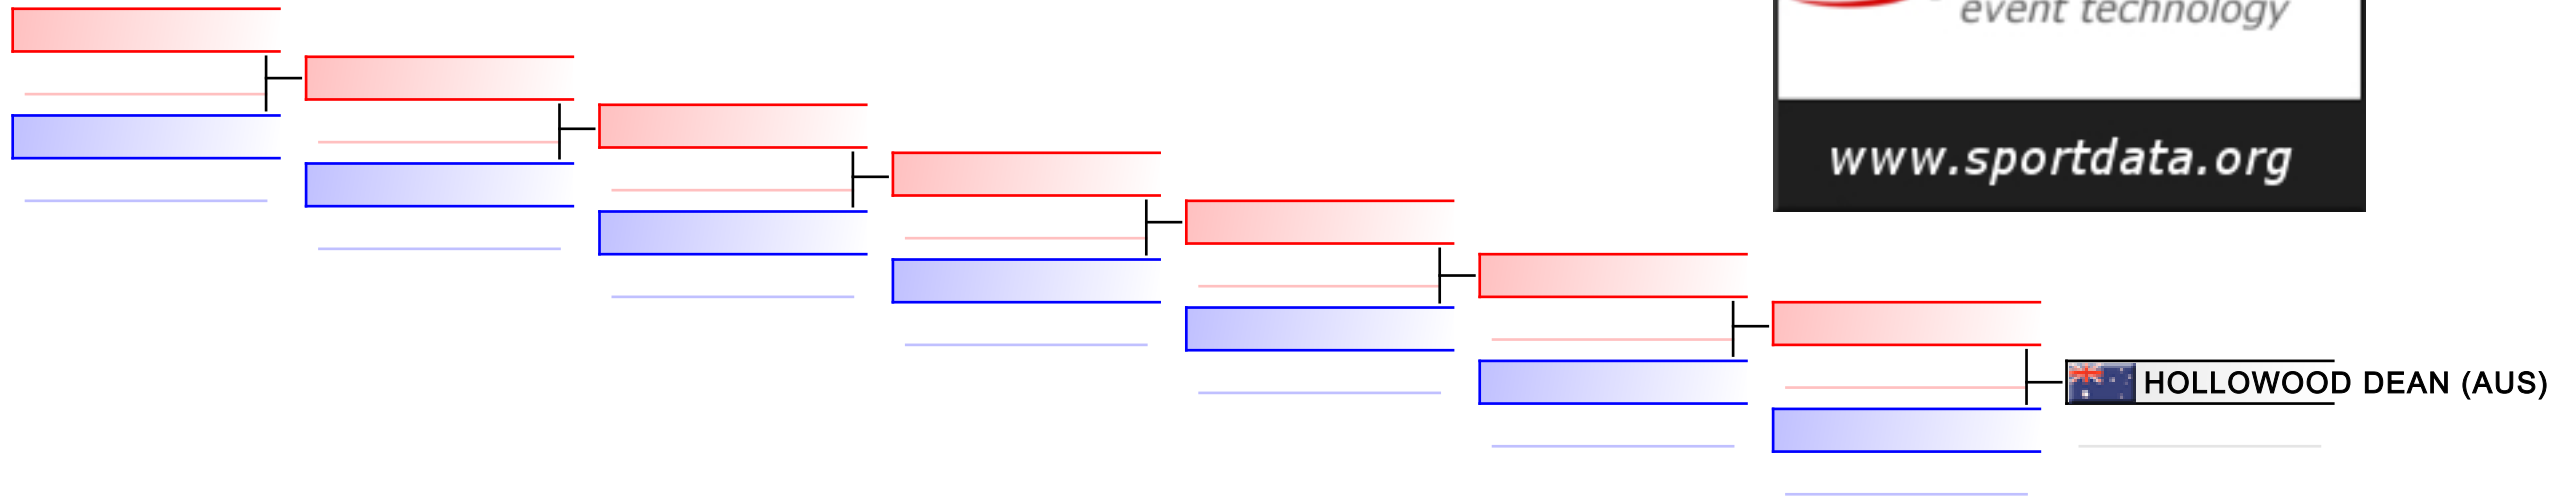 event technology
www.sportdata.org
HOLLOWOOD DEAN (AUS)